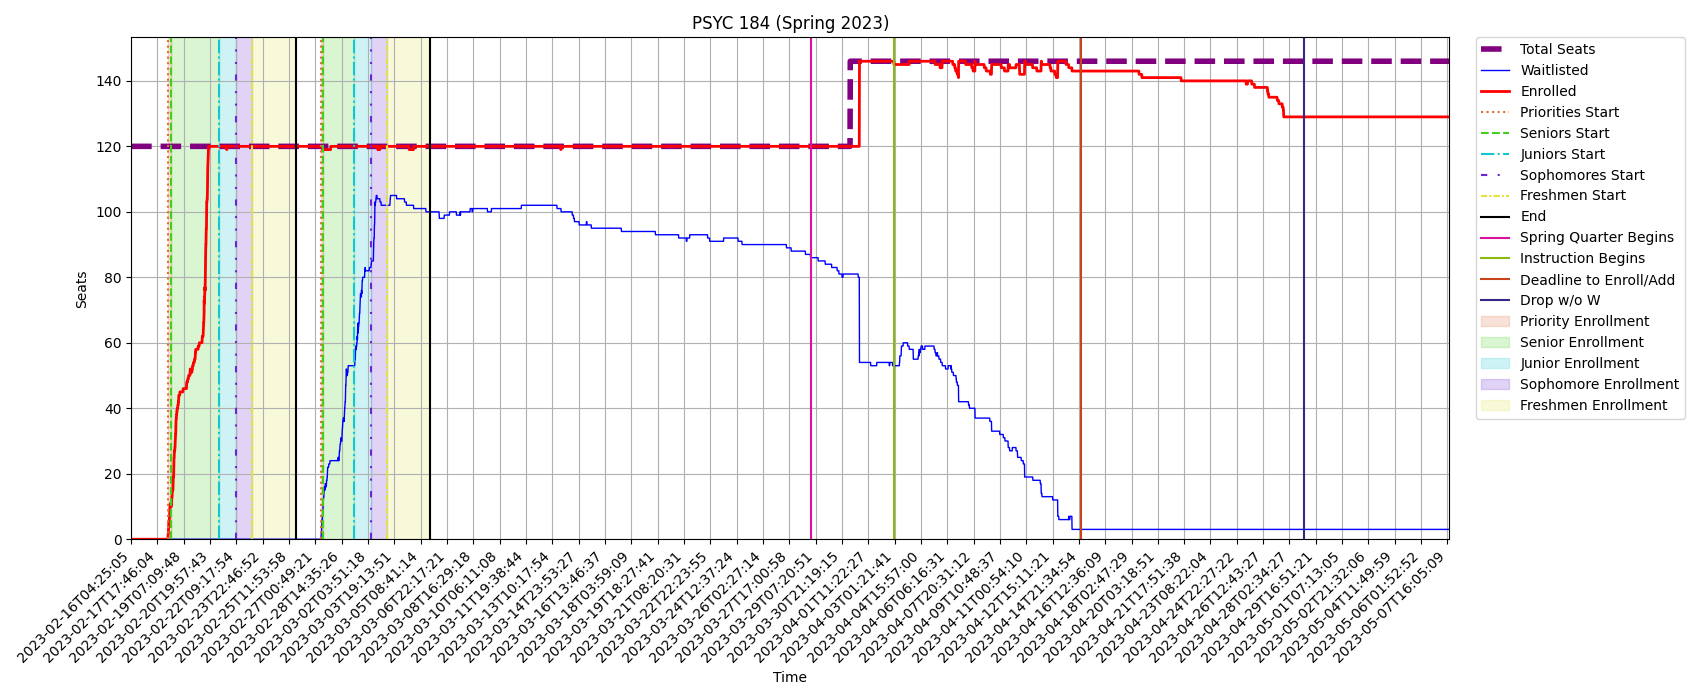 PSYC 184 (Spring 2023)
Seats
140
120
100
80
60
40
20
0
2023-02-16T04:25:05
2023-02-17T17:46:04
2023-02-19T07:09:48
2023-02-20T19:57:43
2023-02-22T09:17:54
2023-02-23T22:46:52
2023-02-25T11:53:58
2023-02-27T00:49:21
2023-02-28T14:35:26
2023-03-02T03:51:18
2023-03-03T19:13:51
2023-03-05T08:41:14
2023-03-06T22:17:21
2023-03-08T16:29:18
2023-03-10T06:11:08
2023-03-11T19:38:44
2023-03-13T10:17:54
2023-03-14T23:53:27
2023-03-16T13:46:37
2023-03-18T03:59:09
2023-03-19T18:27:41
2023-03-21T08:20:31
2023-03-22T22:23:55
2023-03-24T12:37:24
2023-03-26T02:27:14
2023-03-27T17:00:58
2023-03-29T07:20:51
2023-03-30T21:19:15
2023-04-01T11:22:27
2023-04-03T01:21:41
2023-04-04T15:57:00
2023-04-06T06:16:31
2023-04-07T20:31:12
2023-04-09T10:48:37
2023-04-11T00:54:10
2023-04-12T15:11:21
2023-04-14T21:34:54
2023-04-16T12:36:09
2023-04-18T02:47:29
2023-04-20T03:18:51
2023-04-21T17:51:38
2023-04-23T08:22:04
2023-04-24T22:27:22
2023-04-26T12:43:27
2023-04-28T02:34:27
2023-04-29T16:51:21
2023-05-01T07:13:05
2023-05-02T21:32:06
2023-05-04T11:49:59
2023-05-06T01:52:52
2023-05-07T16:05:09
Time
Total Seats
Waitlisted
Enrolled
Priorities Start
Seniors Start
Juniors Start
Sophomores Start
Freshmen Start
End
Spring Quarter Begins
Instruction Begins
Deadline to Enroll/Add
Drop w/o W
Priority Enrollment
Senior Enrollment
Junior Enrollment
Sophomore Enrollment
Freshmen Enrollment